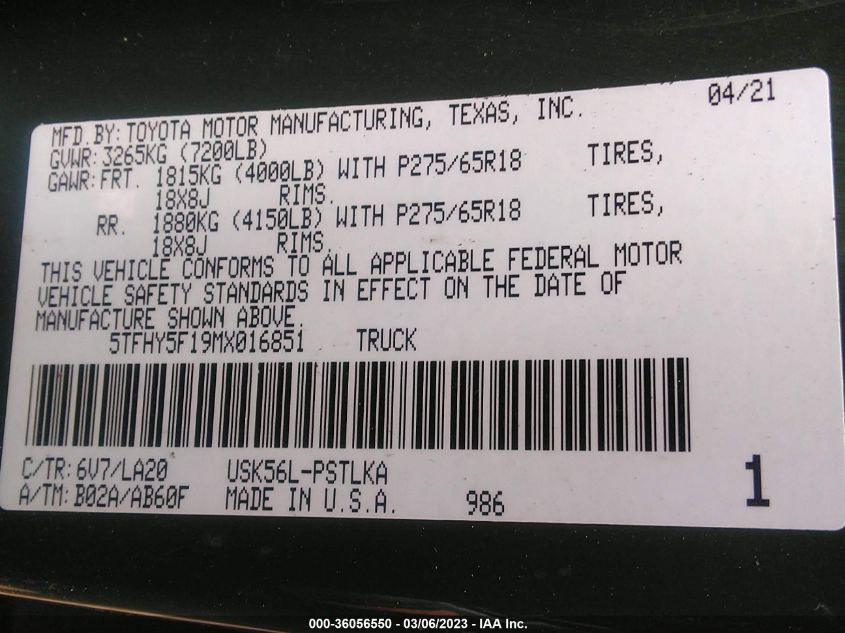 04/21
MFD.BY:TOYOTA MOTOR MANUFACTURING, TEXAS, INC.
GVWR:3265KG (7200LB)
GAWR:FRT. 1815KG (4000LB) WITH P275/65R18 TIRES,
18X8J RIMS.
RR. 1880KG (4150LB) WITH P275/65R18 TIRES,
18X8J RIMS.
THIS VEHICLE CONFORMS TO ALL APPLICABLE FEDERAL MOTOR
VEHICLE SAFETY STANDARDS IN EFFECT ON THE DATE OF
MANUFACTURE SHOWN ABOVE.
5TFHY5F19MX016851 TRUCK
C/TR:6V7/LA20 USK56L-PSTLKA
A/TM:B02A/AB60F MADE IN U.S.A. 986 1
000-36056550 - 03/06/2023 - IAA Inc.